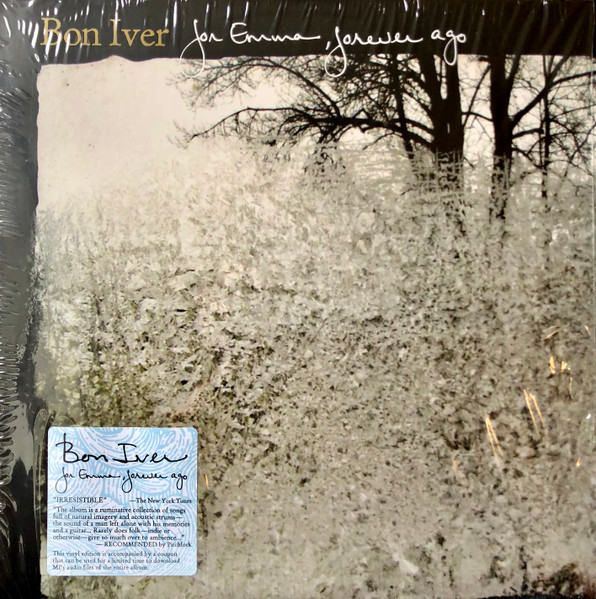 Bon Iver for Emma, forever ago
Bon Iver
for Emma, forever ago
"IRRESISTIBLE" —The New York Times
"The album is a ruminative collection of songs
full of natural imagery and acoustic strums—
the sound of a man left alone with his memories
and a guitar... Rarely does folk—indie or
otherwise—give so much over to ambience..."
—RECOMMENDED by Pitchfork
This vinyl edition is accompanied by a coupon
that can be used for a limited time to download
MP3 audio files of the entire album.